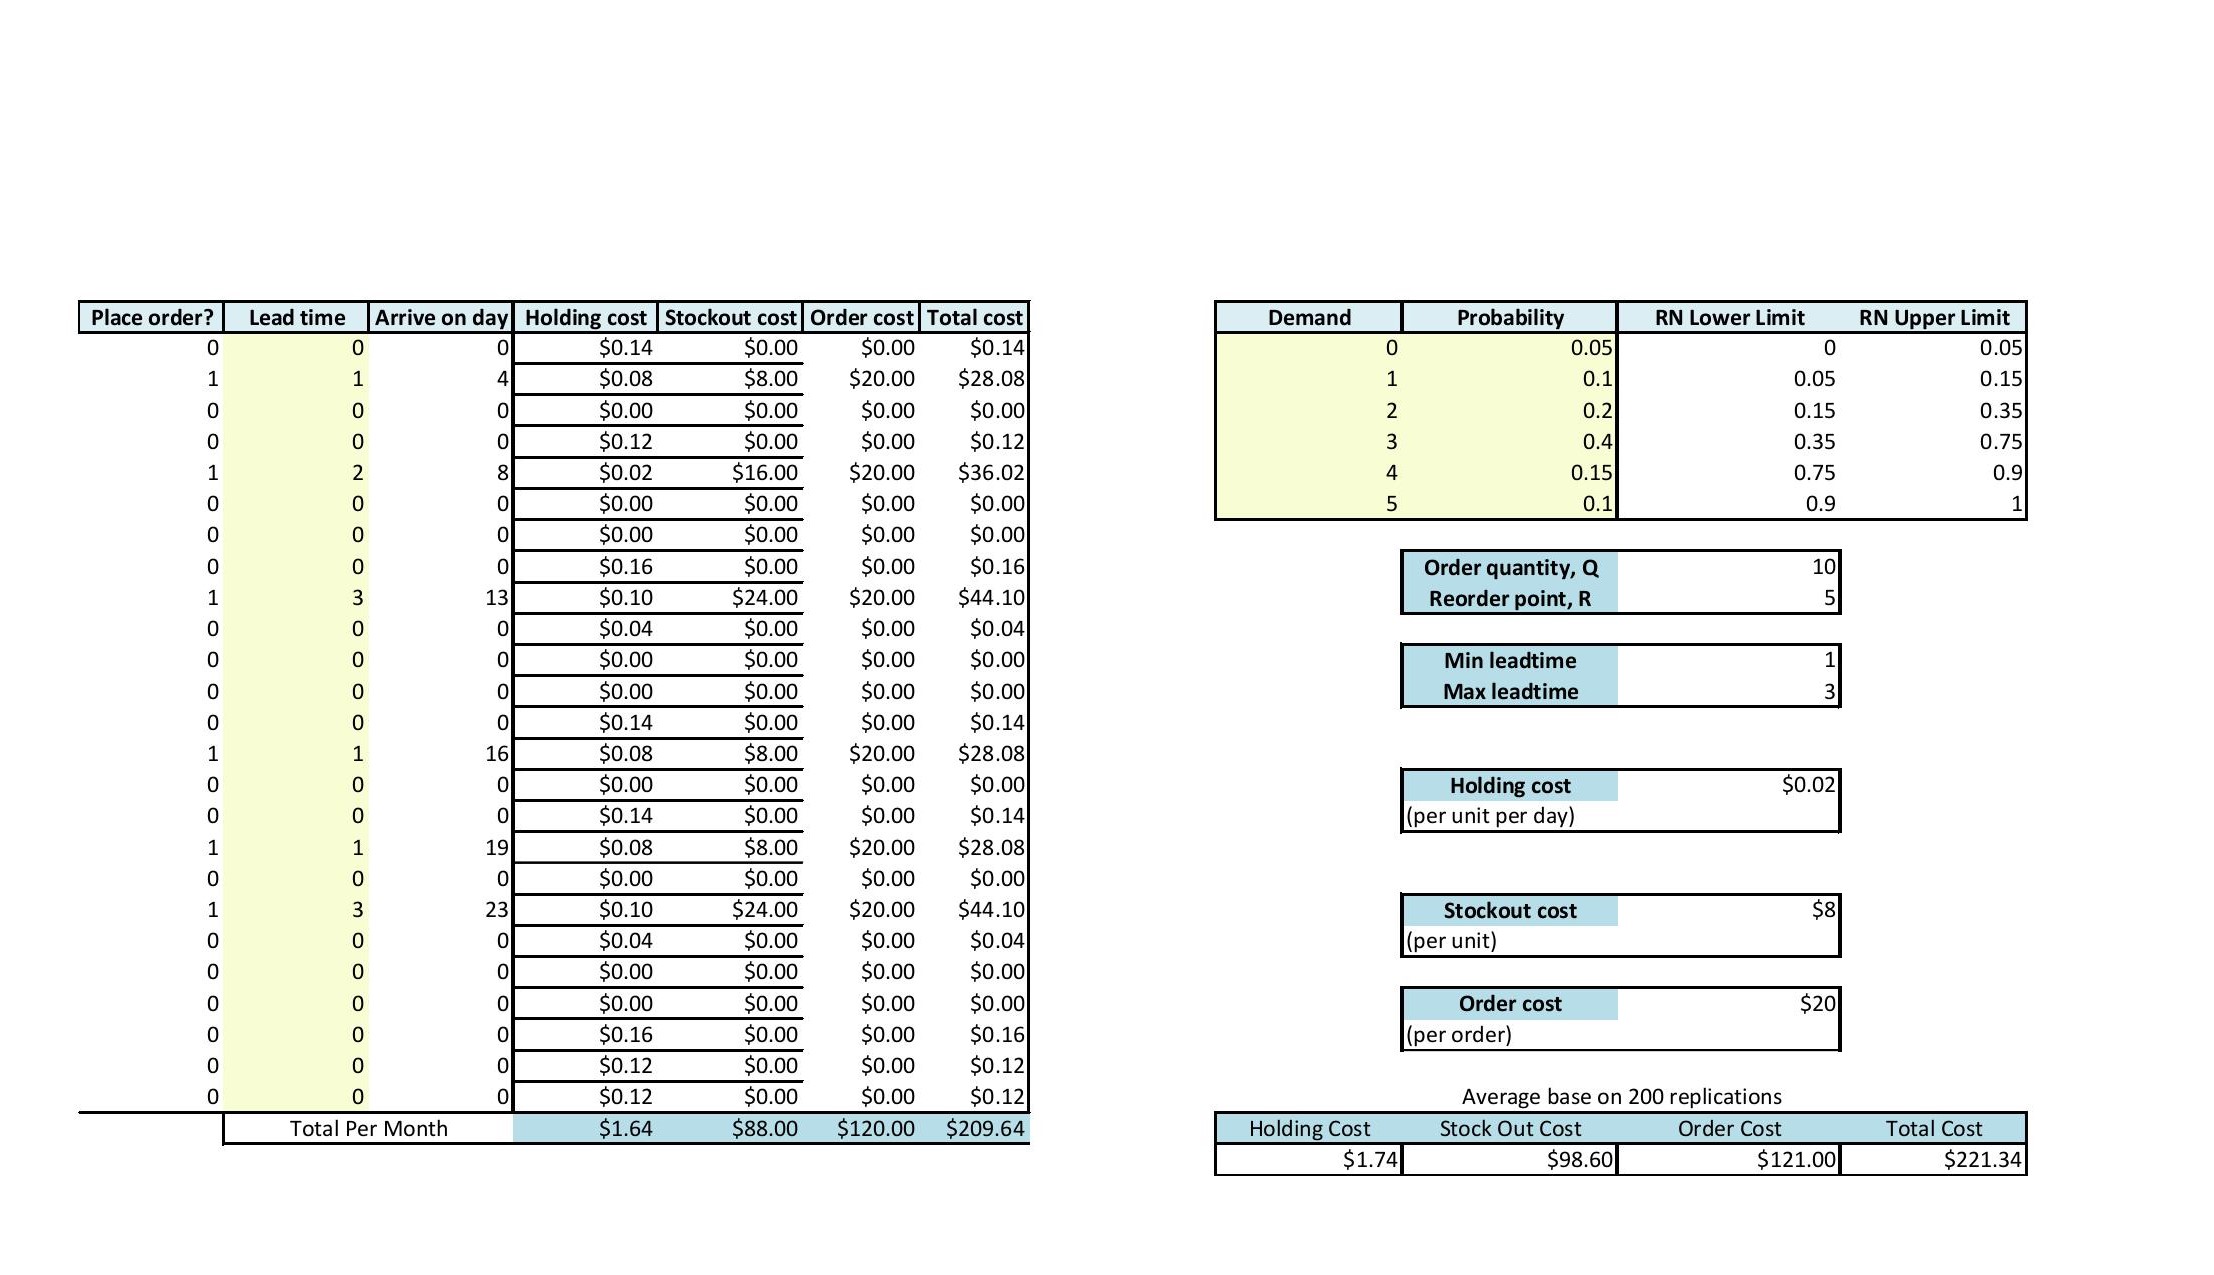 Place order? Lead time Arrive on day Holding cost Stockout cost Order cost Total cost
0 0 0 $0.14 $0.00 $0.00 $0.14
1 1 4 $0.08 $8.00 $20.00 $28.08
0 0 0 $0.00 $0.00 $0.00 $0.00
0 0 0 $0.12 $0.00 $0.00 $0.12
1 2 8 $0.02 $16.00 $20.00 $36.02
0 0 0 $0.00 $0.00 $0.00 $0.00
0 0 0 $0.00 $0.00 $0.00 $0.00
0 0 0 $0.16 $0.00 $0.00 $0.16
1 3 13 $0.10 $24.00 $20.00 $44.10
0 0 0 $0.04 $0.00 $0.00 $0.04
0 0 0 $0.00 $0.00 $0.00 $0.00
0 0 0 $0.00 $0.00 $0.00 $0.00
0 0 0 $0.14 $0.00 $0.00 $0.14
1 1 16 $0.08 $8.00 $20.00 $28.08
0 0 0 $0.00 $0.00 $0.00 $0.00
0 0 0 $0.14 $0.00 $0.00 $0.14
1 1 19 $0.08 $8.00 $20.00 $28.08
0 0 0 $0.00 $0.00 $0.00 $0.00
1 3 23 $0.10 $24.00 $20.00 $44.10
0 0 0 $0.04 $0.00 $0.00 $0.04
0 0 0 $0.00 $0.00 $0.00 $0.00
0 0 0 $0.00 $0.00 $0.00 $0.00
0 0 0 $0.16 $0.00 $0.00 $0.16
0 0 0 $0.12 $0.00 $0.00 $0.12
0 0 0 $0.12 $0.00 $0.00 $0.12
Total Per Month $1.64 $88.00 $120.00 $209.64
Demand Probability RN Lower Limit RN Upper Limit
0 0.05 0 0.05
1 0.1 0.05 0.15
2 0.2 0.15 0.35
3 0.4 0.35 0.75
4 0.15 0.75 0.9
5 0.1 0.9 1
Order quantity, Q 10
Reorder point, R 5
Min leadtime 1
Max leadtime 3
Holding cost $0.02
(per unit per day)
Stockout cost $8
(per unit)
Order cost $20
(per order)
Average base on 200 replications
Holding Cost Stock Out Cost Order Cost Total Cost
$1.74 $98.60 $121.00 $221.34